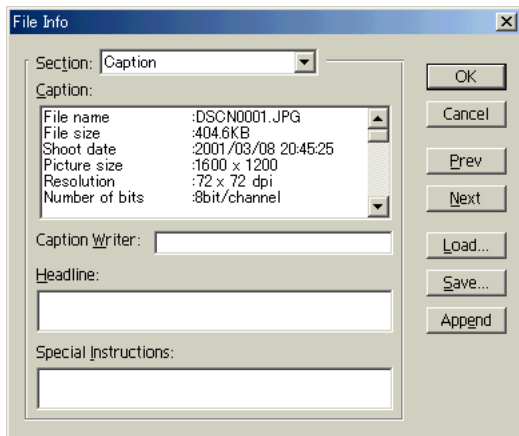 File Info
Section: Caption
Caption:
File name :DSCN0001.JPG
File size :404.6KB
Shoot date :2001/03/08 20:45:25
Picture size :1600 x 1200
Resolution :72 x 72 dpi
Number of bits :8bit/channel
Caption Writer:
Headline:
Special Instructions:
OK
Cancel
Prev
Next
Load...
Save...
Append